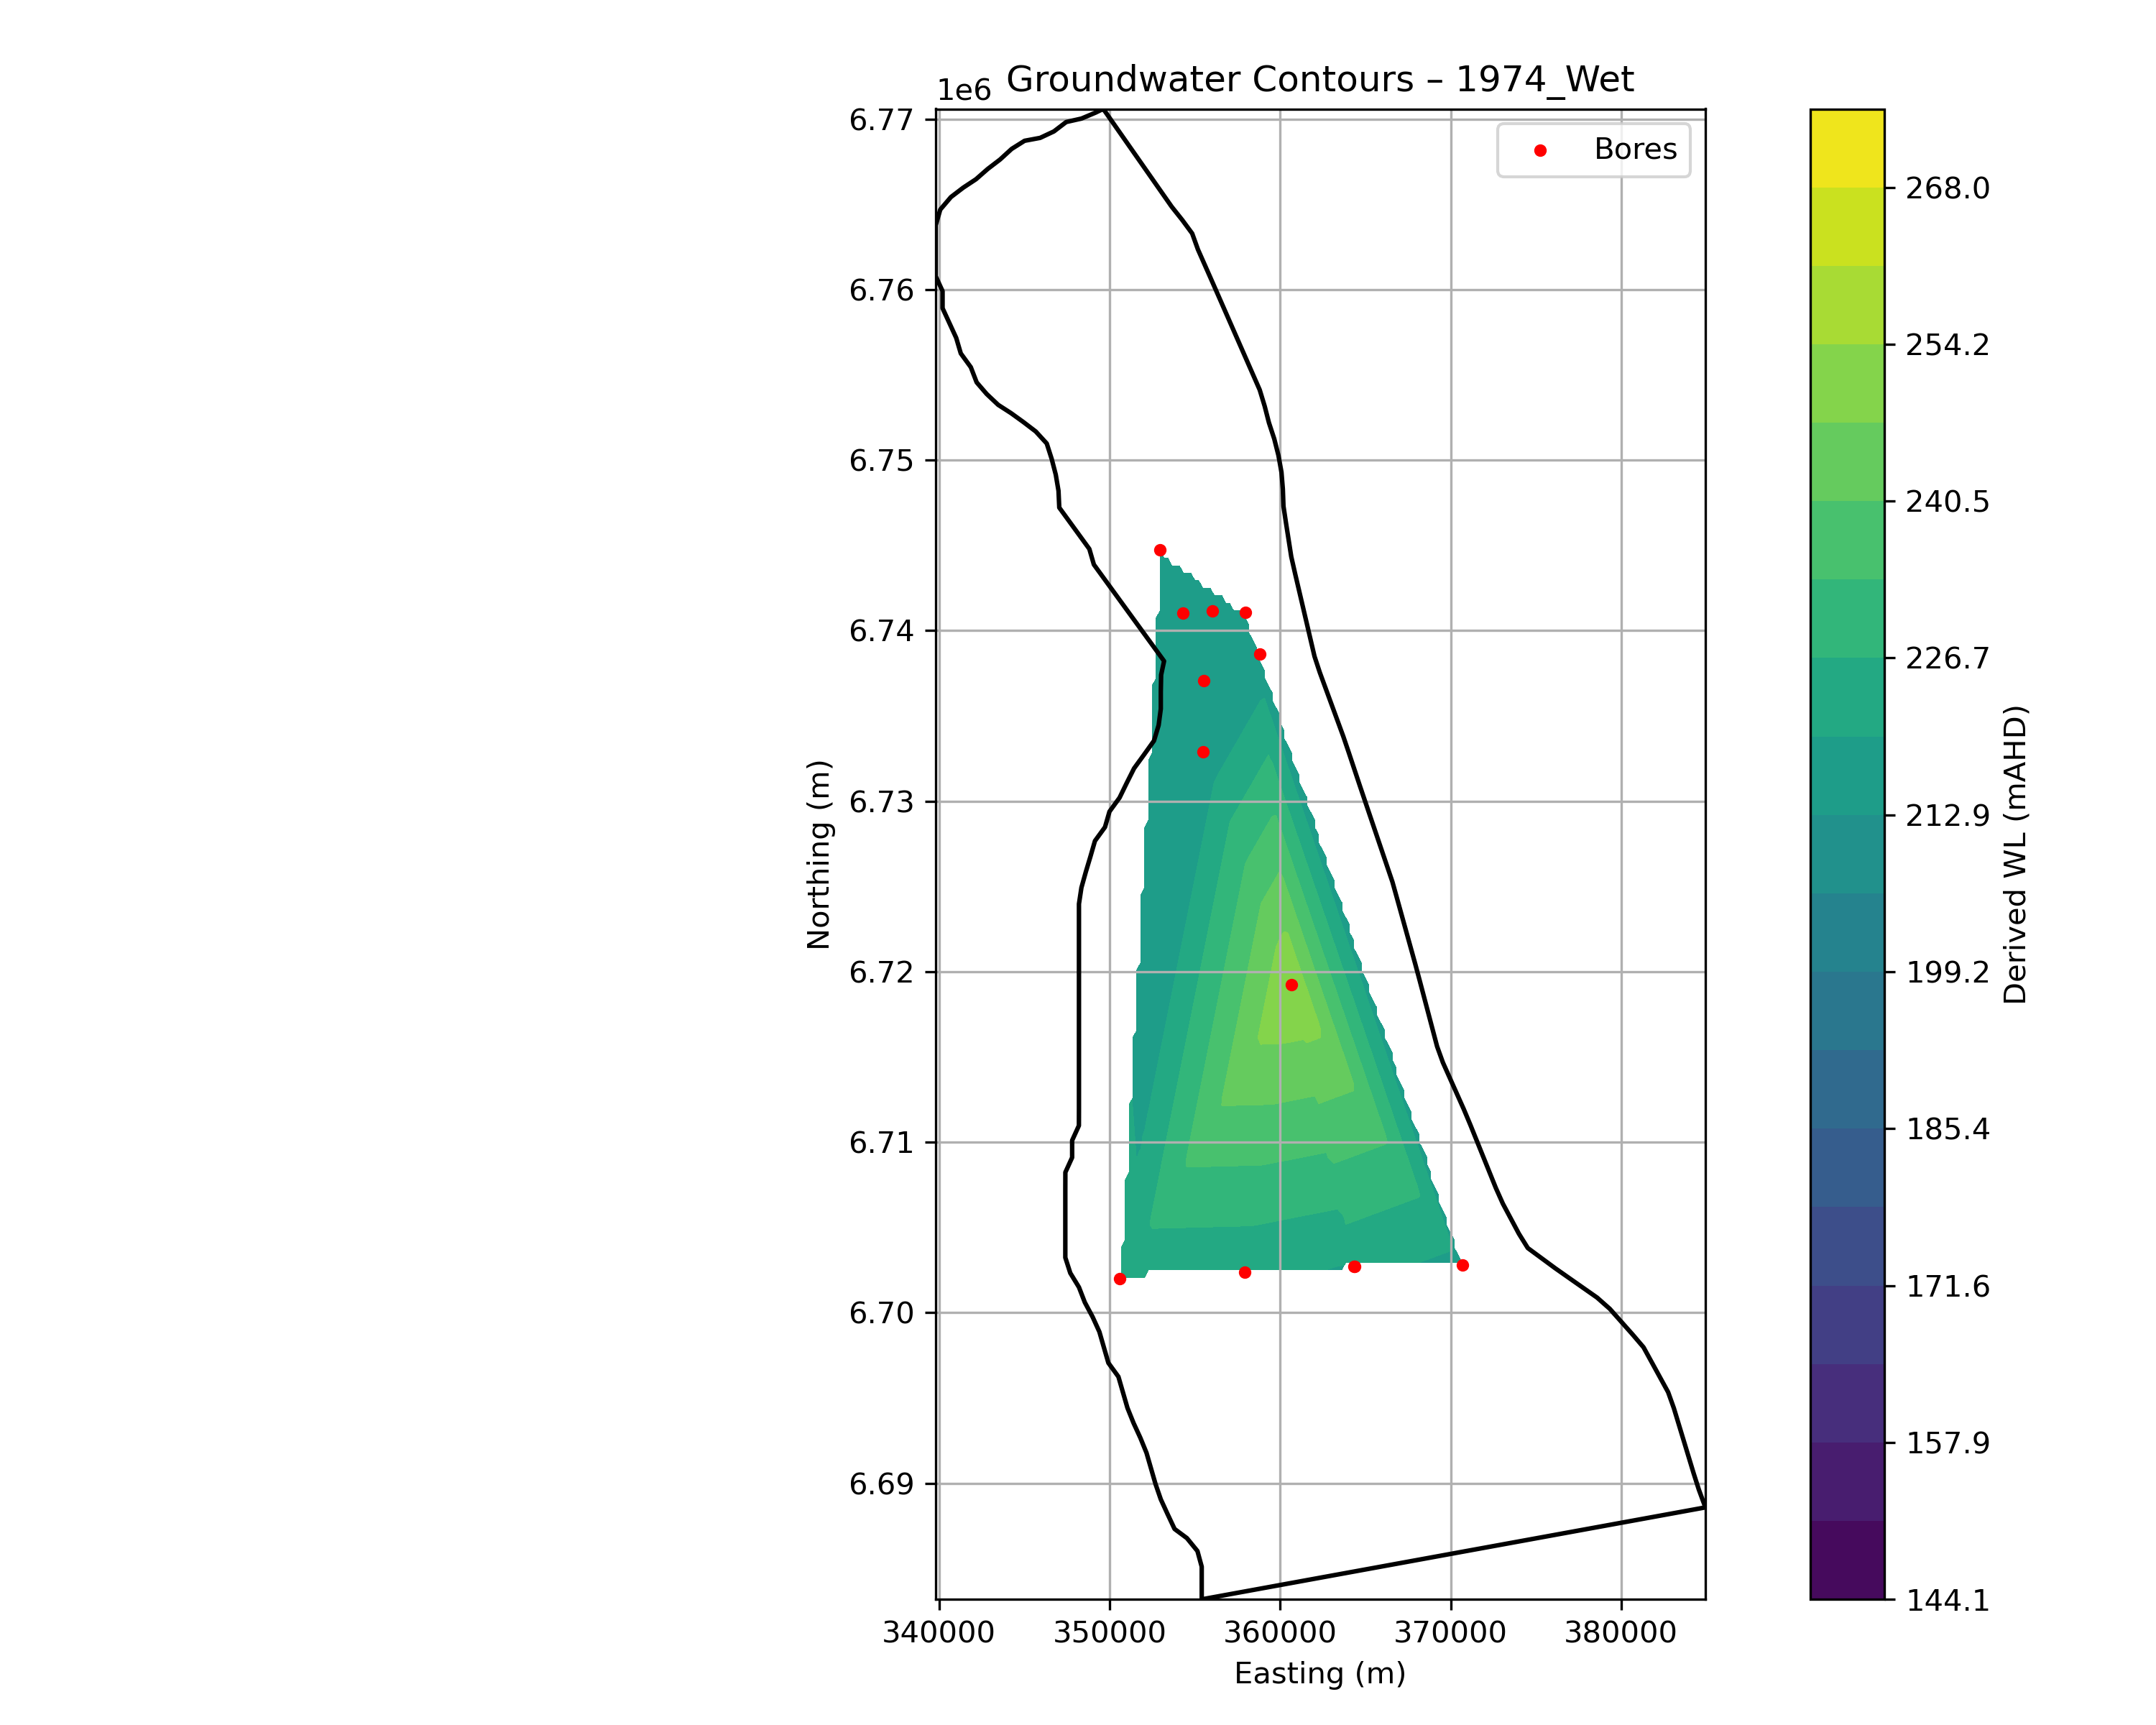 Groundwater Contours – 1974_Wet
1e6
Bores
6.77
6.76
6.75
6.74
6.73
6.72
6.71
6.70
6.69
Northing (m)
340000 350000 360000 370000 380000
Easting (m)
268.0
254.2
240.5
226.7
212.9
199.2
185.4
171.6
157.9
144.1
Derived WL (mAHD)